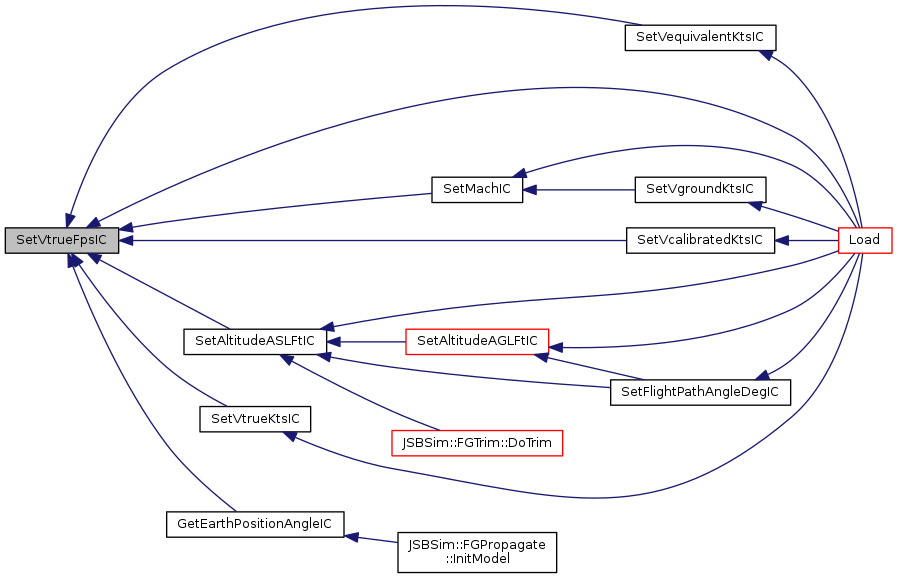 SetVequivalentKtsIC
SetMachIC
SetVgroundKtsIC
SetVtrueFpsIC
SetVcalibratedKtsIC
Load
SetAltitudeASLFtIC
SetAltitudeAGLFtIC
SetFlightPathAngleDegIC
SetVtrueKtsIC
JSBSim::FGTrim::DoTrim
GetEarthPositionAngleIC
JSBSim::FGPropagate
::InitModel